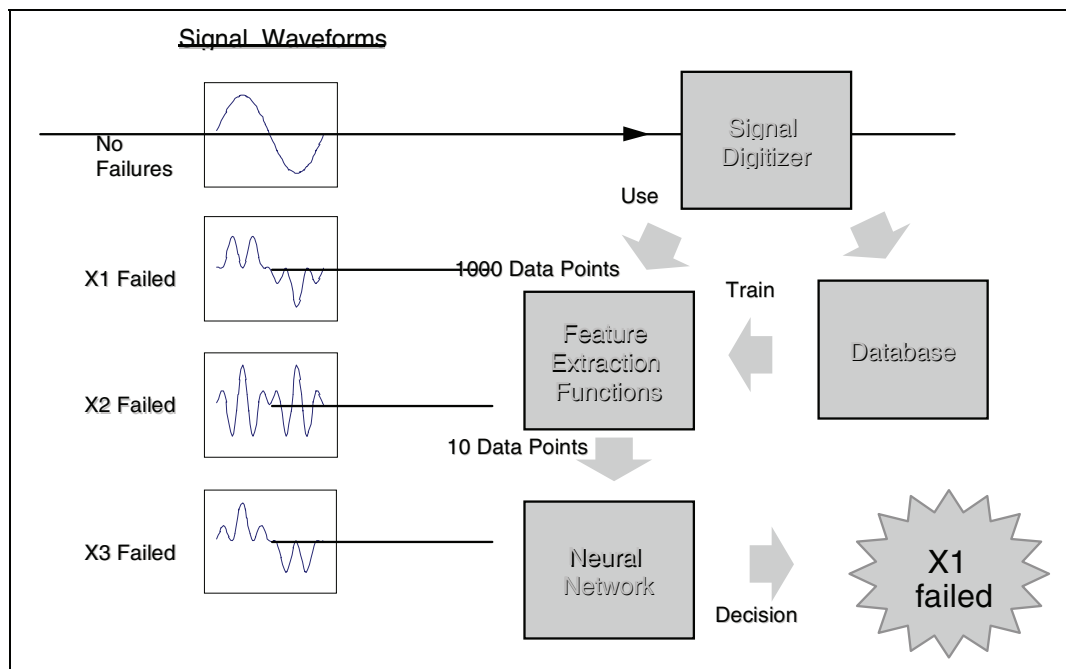 Signal Waveforms
No
Failures
Signal
Digitizer
Use
X1 Failed
1000 Data Points
Train
Feature
Extraction
Functions
Database
X2 Failed
10 Data Points
X3 Failed
Neural
Network
Decision
X1
failed